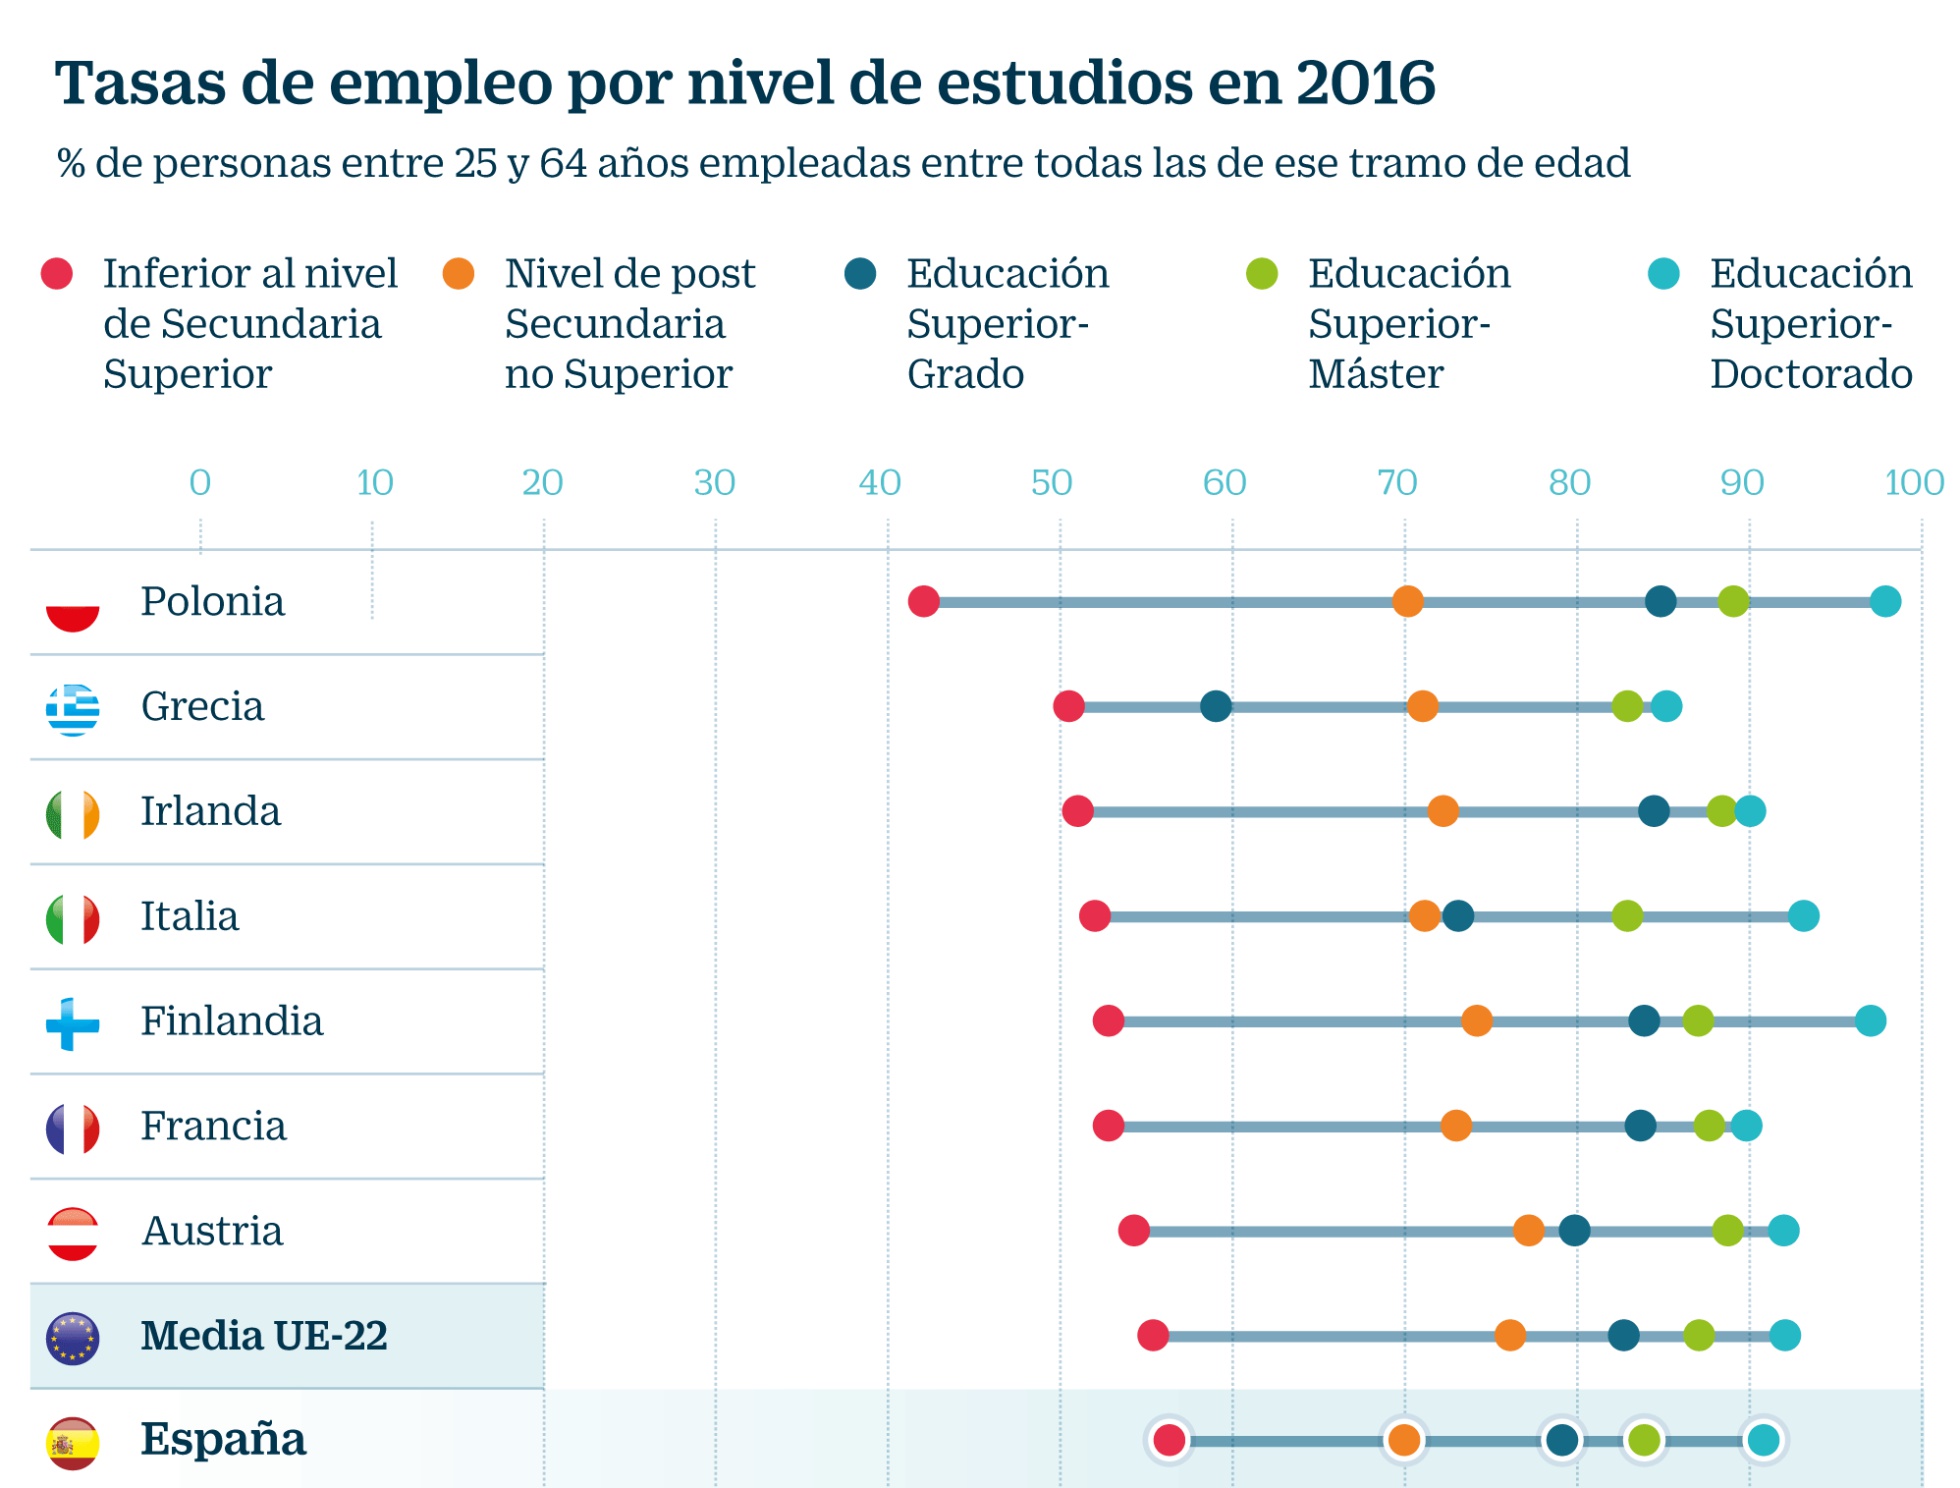 Tasas de empleo por nivel de estudios en 2016
% de personas entre 25 y 64 años empleadas entre todas las de ese tramo de edad
Inferior al nivel
de Secundaria
Superior
Nivel de post
Secundaria
no Superior
Educación
Superior-
Grado
Educación
Superior-
Máster
Educación
Superior-
Doctorado
0 10 20 30 40 50 60 70 80 90 100
Polonia
Grecia
Irlanda
Italia
Finlandia
Francia
Austria
Media UE-22
España